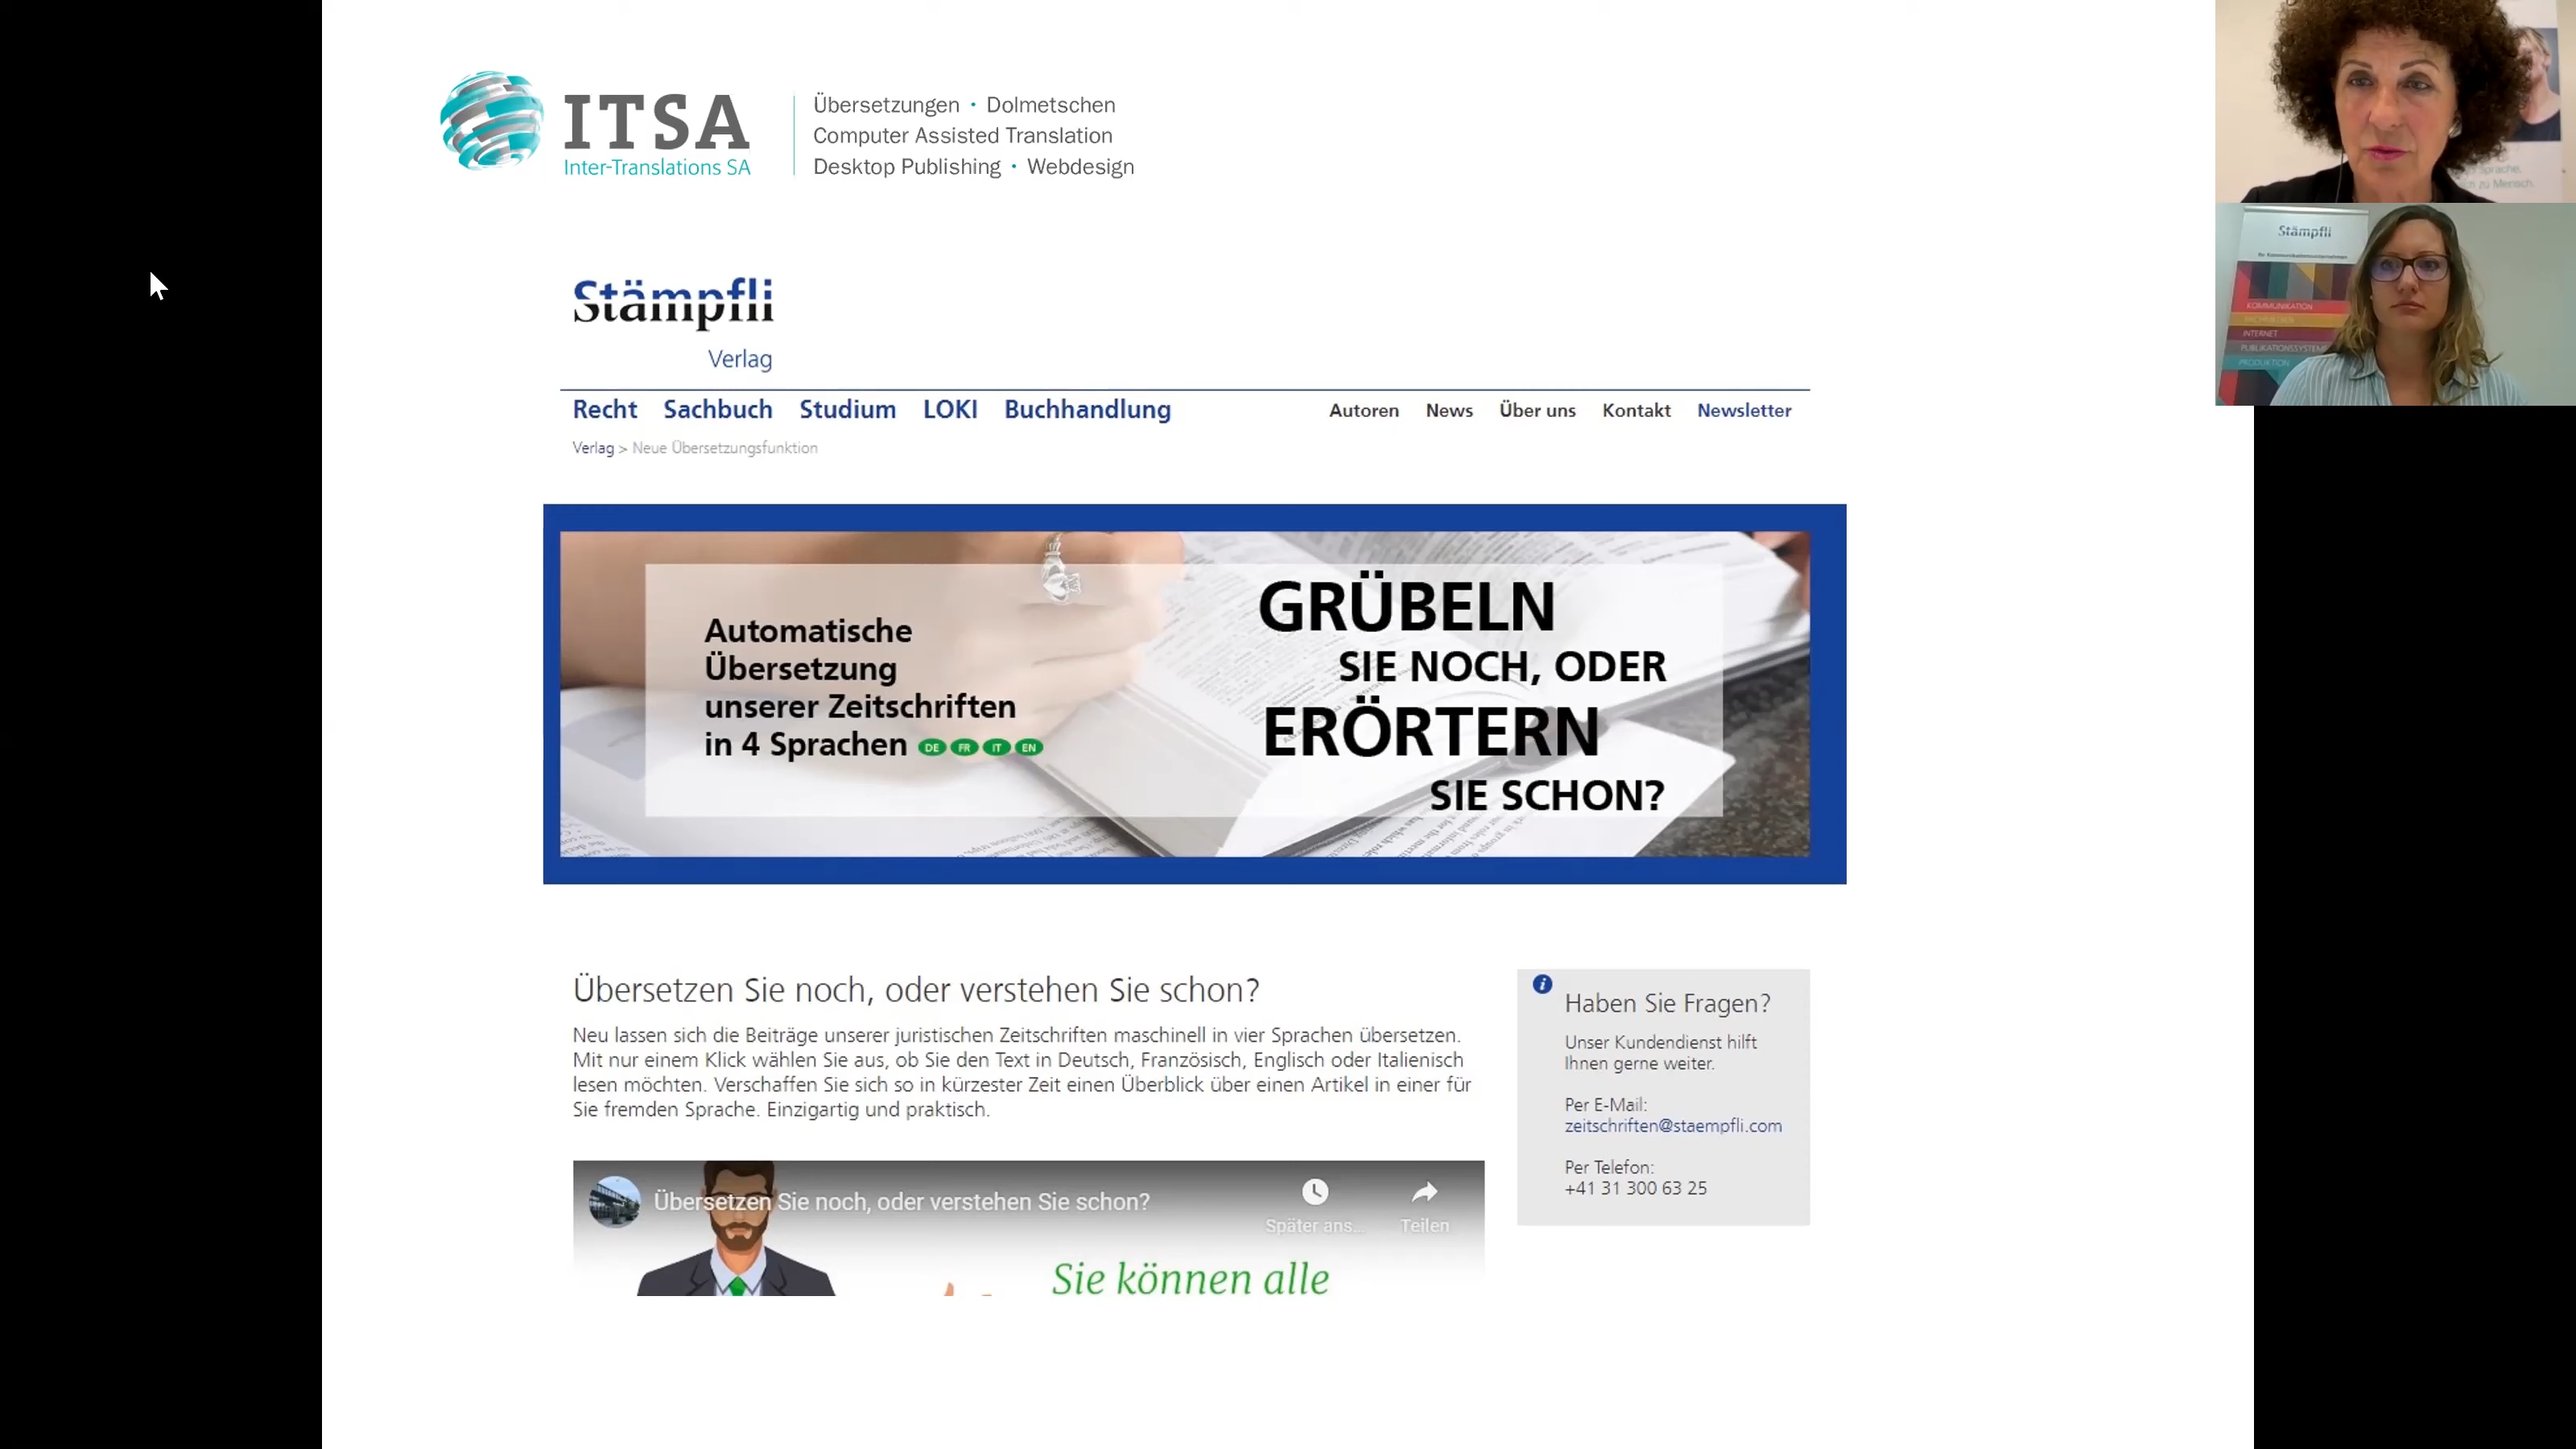 ITSA
Inter-Translations SA
Übersetzungen • Dolmetschen
Computer Assisted Translation
Desktop Publishing • Webdesign
Stämpfli
Verlag
Recht Sachbuch Studium LOKI Buchhandlung
Autoren News Über uns Kontakt Newsletter
Verlag > Neue Übersetzungsfunktion
Automatische
Übersetzung
unserer Zeitschriften
in 4 Sprachen DE FR IT EN
GRÜBELN
SIE NOCH, ODER
ERÖRTERN
SIE SCHON?
Übersetzen Sie noch, oder verstehen Sie schon?
Neu lassen sich die Beiträge unserer juristischen Zeitschriften maschinell in vier Sprachen übersetzen.
Mit nur einem Klick wählen Sie aus, ob Sie den Text in Deutsch, Französisch, Englisch oder Italienisch
lesen möchten. Verschaffen Sie sich so in kürzester Zeit einen Überblick über einen Artikel in einer für
Sie fremden Sprache. Einzigartig und praktisch.
Haben Sie Fragen?
Unser Kundendienst hilft
Ihnen gerne weiter.
Per E-Mail:
zeitschriften@staempfli.com
Per Telefon:
+41 31 300 63 25
Übersetzen Sie noch, oder verstehen Sie schon?
Später ans...
Teilen
Sie können alle
Sprache,
zu Mensch.
Stämpfli
KOMMUNIKATION
INTERNET
PUBLIKATIONSSYSTEME
PRODUKTION